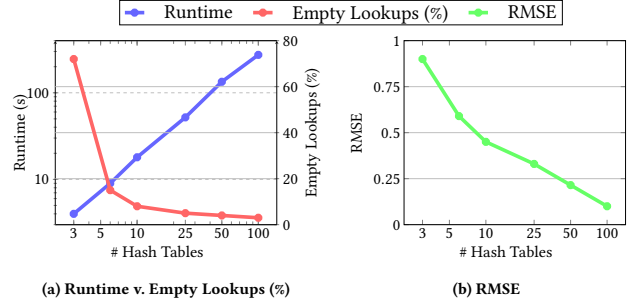 Runtime Empty Lookups (%) RMSE
100
10
Runtime (s)
80
60
40
20
0
Empty Lookups (%)
3 5 10 25 50 100
# Hash Tables
(a) Runtime v. Empty Lookups (%)
1
0.75
0.5
0.25
0
RMSE
3 5 10 25 50 100
# Hash Tables
(b) RMSE